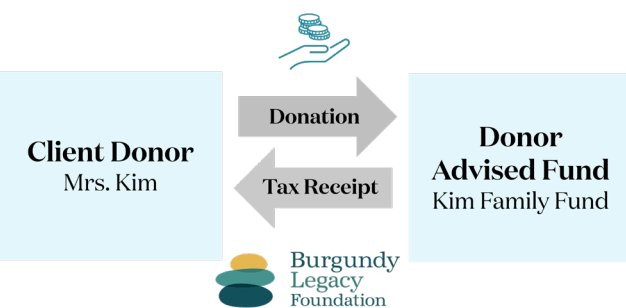 Client Donor
Mrs. Kim
Donation
Tax Receipt
Donor
Advised Fund
Kim Family Fund
Burgundy
Legacy
Foundation